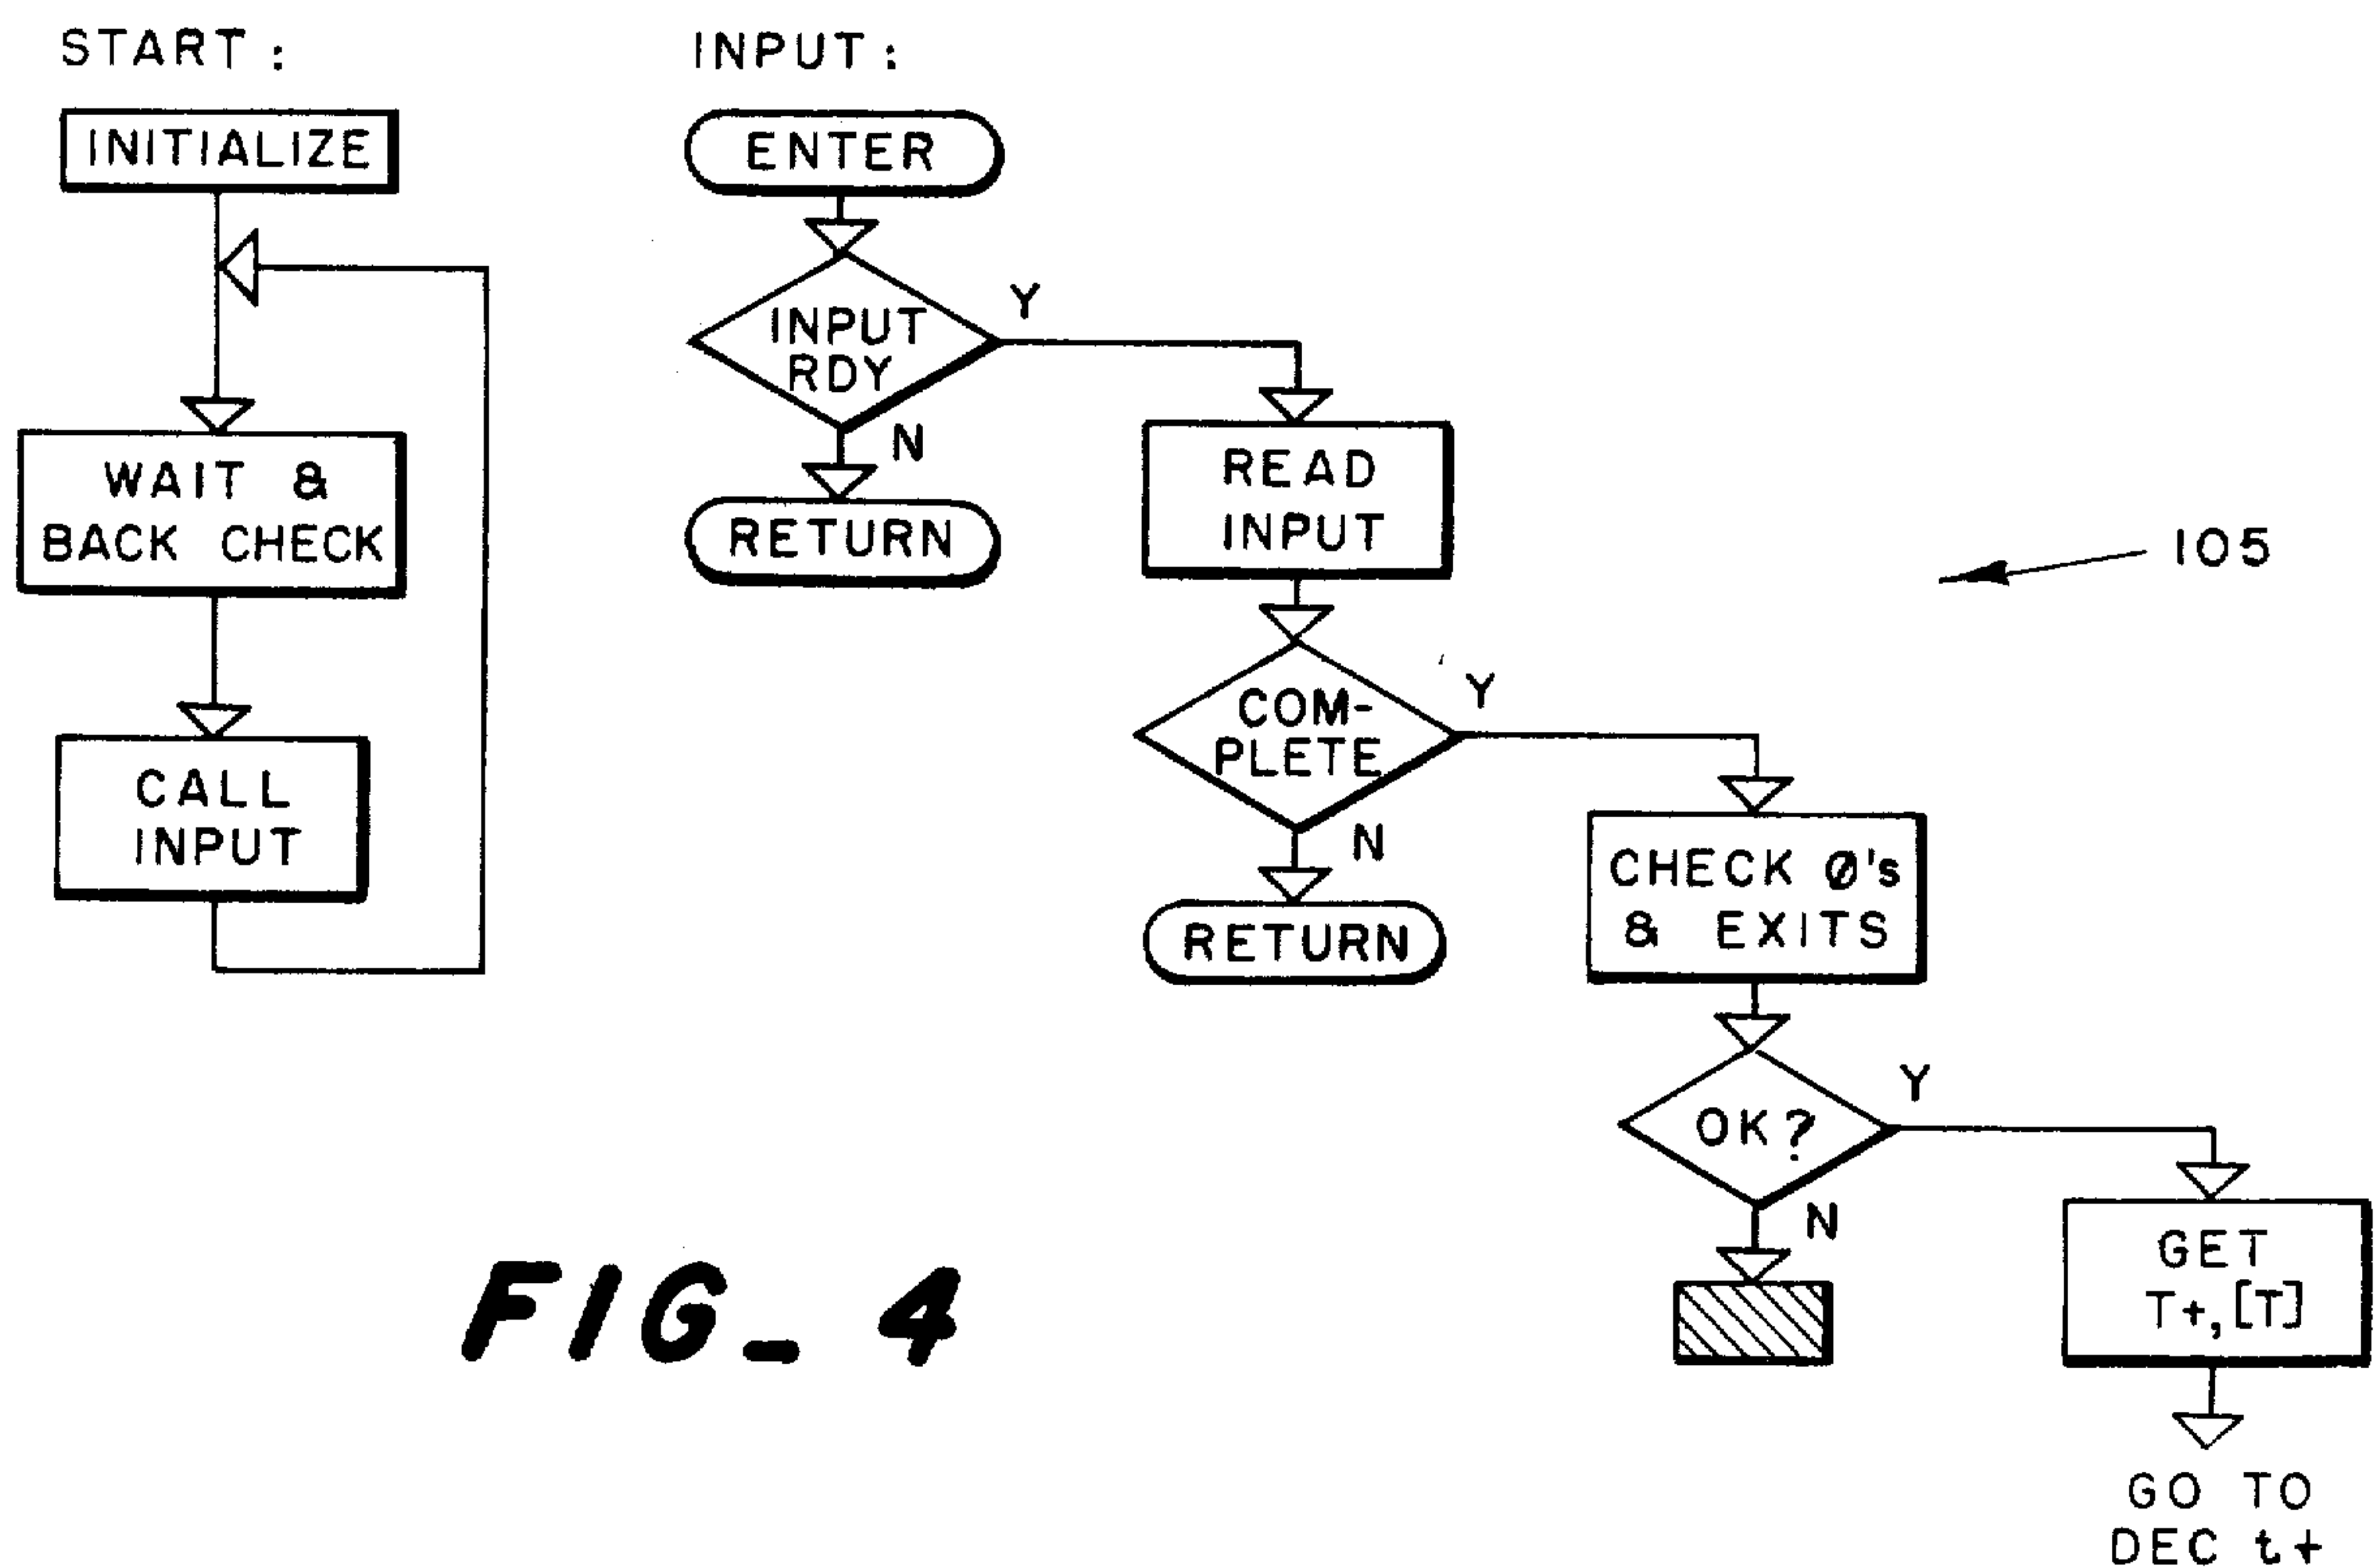 START:
INITIALIZE
WAIT &
BACK CHECK
CALL
INPUT
INPUT:
ENTER
INPUT
RDY
Y
N
RETURN
READ
INPUT
COM-
PLETE
Y
N
RETURN
CHECK Ø's
& EXITS
OK?
Y
N
GET
T+,[T]
GO TO
DEC t+
105
FIG_ 4